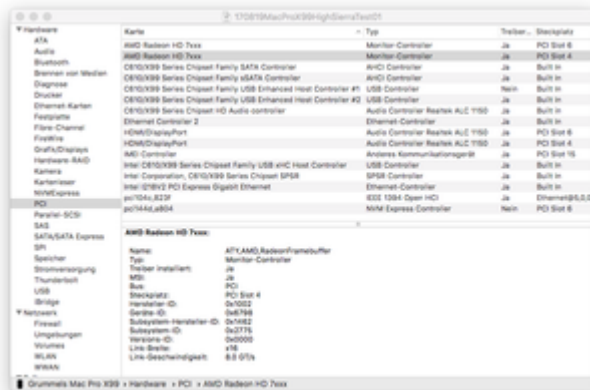 170819MacProX99HighSierraTest01
Hardware
ATA
Audio
Bluetooth
Brennen von Medien
Diagnose
Drucker
Ethernet-Karten
Festplatte
Fibre-Channel
FireWire
Grafik/Displays
Hardware-RAID
Kamera
Kartenleser
NVMExpress
PCI
Parallel-SCSI
SAS
SATA/SATA Express
SPI
Speicher
Stromversorgung
Thunderbolt
USB
iBridge
Netzwerk
Firewall
Umgebungen
Volumes
WLAN
WWAN
Karte Typ Treiber... Steckplatz
AMD Radeon HD 7xxx Monitor-Controller Ja PCI Slot 6
AMD Radeon HD 7xxx Monitor-Controller Ja PCI Slot 4
C610/X99 Series Chipset Family SATA Controller AHCI Controller Ja Built in
C610/X99 Series Chipset Family sSATA Controller AHCI Controller Ja Built in
C610/X99 Series Chipset Family USB Enhanced Host Controller #1 USB Controller Nein Built in
C610/X99 Series Chipset Family USB Enhanced Host Controller #2 USB Controller Ja Built in
C610/X99 Series Chipset HD Audio controller Audio Controller Realtek ALC 1150 Ja Built in
Ethernet Controller 2 Ethernet-Controller Ja Built in
HDMI/DisplayPort Audio Controller Realtek ALC 1150 Ja PCI Slot 6
HDMI/DisplayPort Audio Controller Realtek ALC 1150 Ja PCI Slot 4
IMEI Controller Anderes Kommunikationsgerät Ja PCI Slot 15
Intel C610/X99 Series Chipset Family USB xHC Host Controller USB Controller Ja Built in
Intel Corporation, C610/X99 Series Chipset SPSR SPSR Controller Ja Built in
Intel I218V2 PCI Express Gigabit Ethernet Ethernet-Controller Ja Built in
pci104c,823f IEEE 1394 Open HCI Ja
pci144d,a804 NVM Express Controller Nein PCI Slot 6
AMD Radeon HD 7xxx:
Name: ATY,AMD,RadeonFramebuffer
Typ: Monitor-Controller
Treiber installiert: Ja
MSI: Ja
Bus: PCI
Steckplatz: PCI Slot 4
Hersteller-ID: 0x1002
Geräte-ID: 0x6798
Subsystem-Hersteller-ID: 0x1462
Subsystem-ID: 0x2775
Versions-ID: 0x0000
Link-Breite: x16
Link-Geschwindigkeit: 8.0 GT/s
Grummels Mac Pro X99 › Hardware › PCI › AMD Radeon HD 7xxx